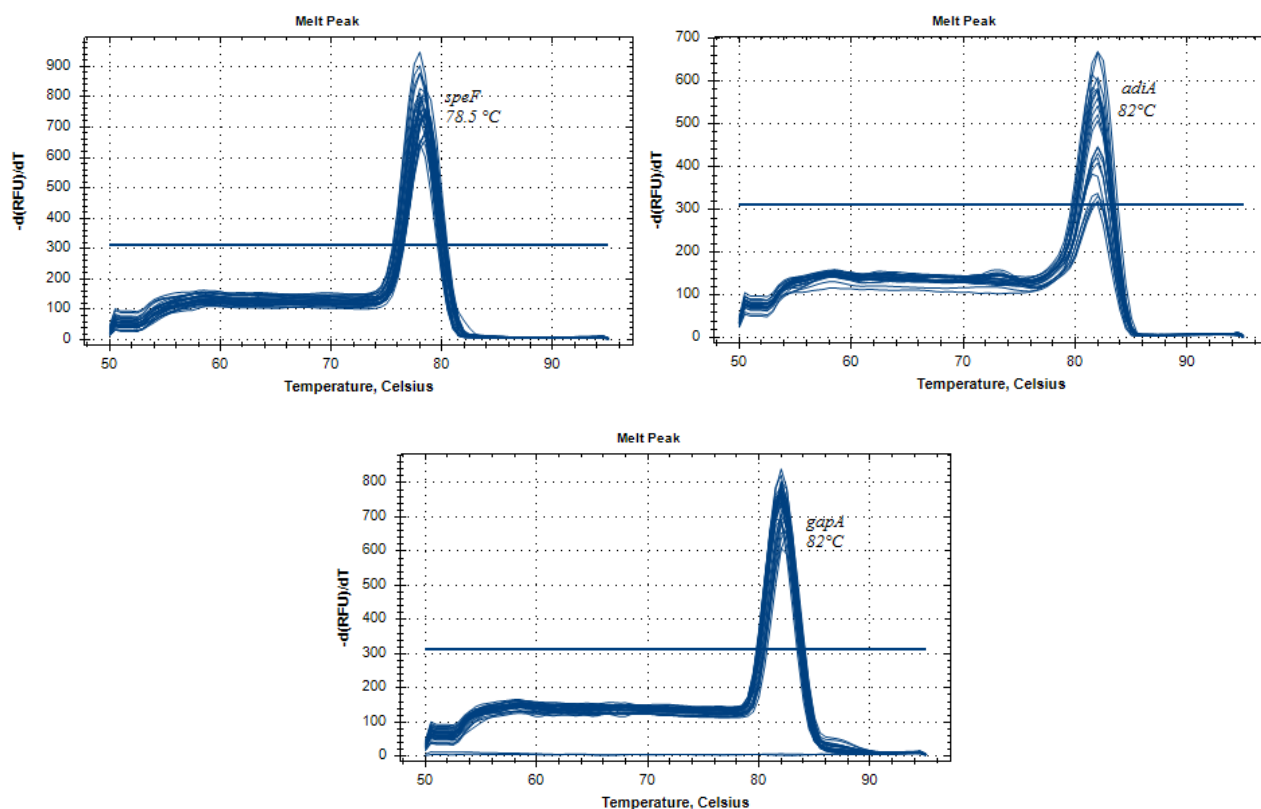 Melt Peak
900
800
700
600
500
400
300
200
100
0
-d(RFU)/dT
speF
78.5 °C
50
60
70
80
90
Temperature, Celsius
Melt Peak
700
600
500
400
300
200
100
0
-d(RFU)/dT
adiA
82°C
50
60
70
80
90
Temperature, Celsius
Melt Peak
800
700
600
500
400
300
200
100
0
-d(RFU)/dT
gapA
82°C
50
60
70
80
90
Temperature, Celsius